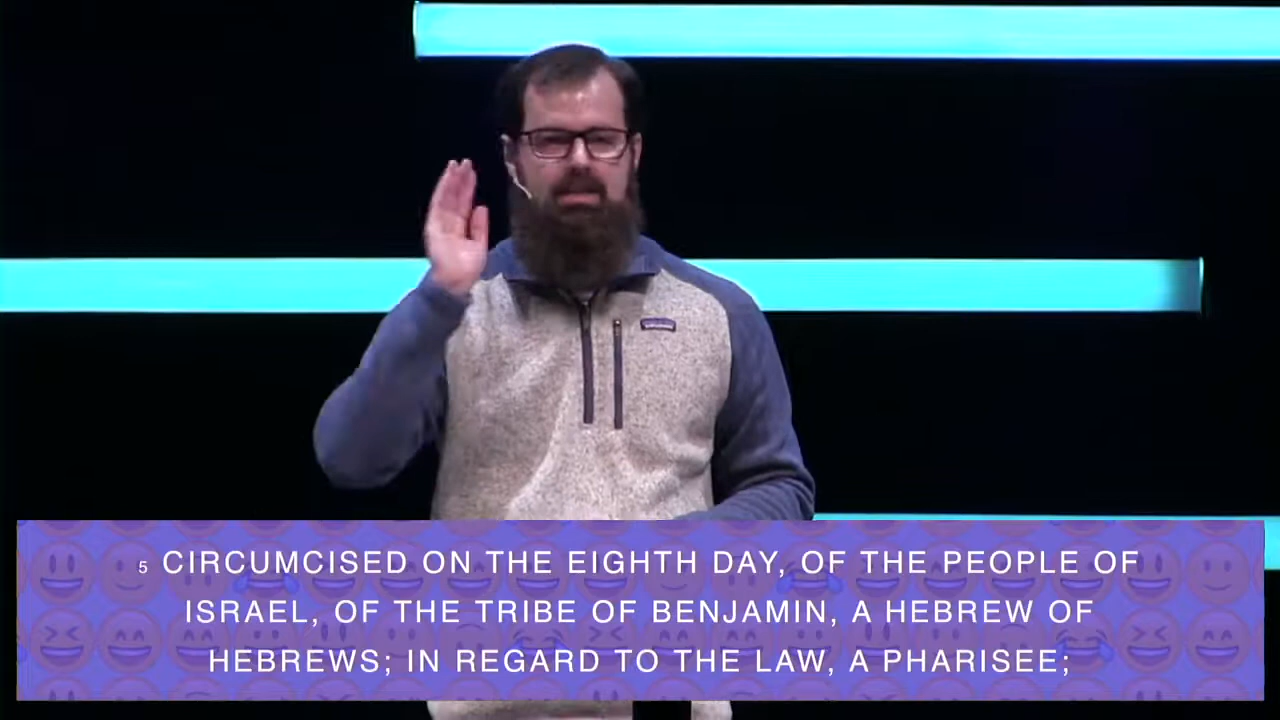 5 CIRCUMCISED ON THE EIGHTH DAY, OF THE PEOPLE OF
ISRAEL, OF THE TRIBE OF BENJAMIN, A HEBREW OF
HEBREWS; IN REGARD TO THE LAW, A PHARISEE;